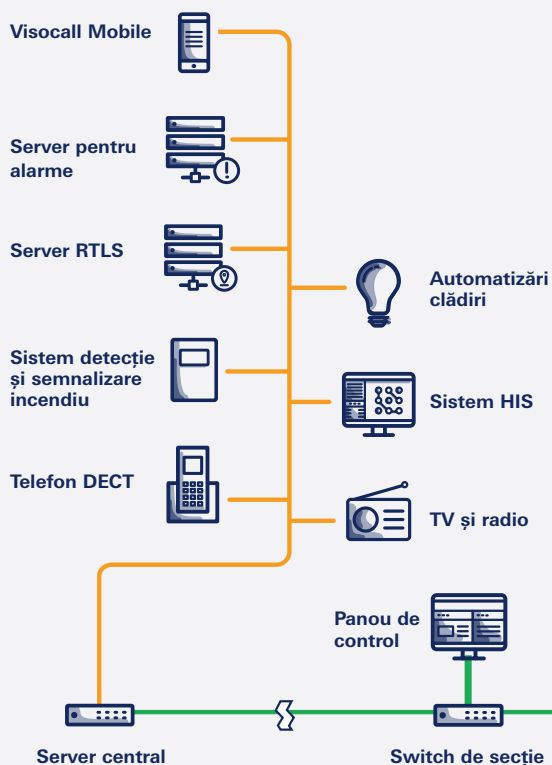 Visocall Mobile
Server pentru
alarme
Server RTLS
Automatizări
clădiri
Sistem detecție
și semnalizare
incendiu
Sistem HIS
Telefon DECT
TV și radio
Panou de
control
Server central
Switch de secție